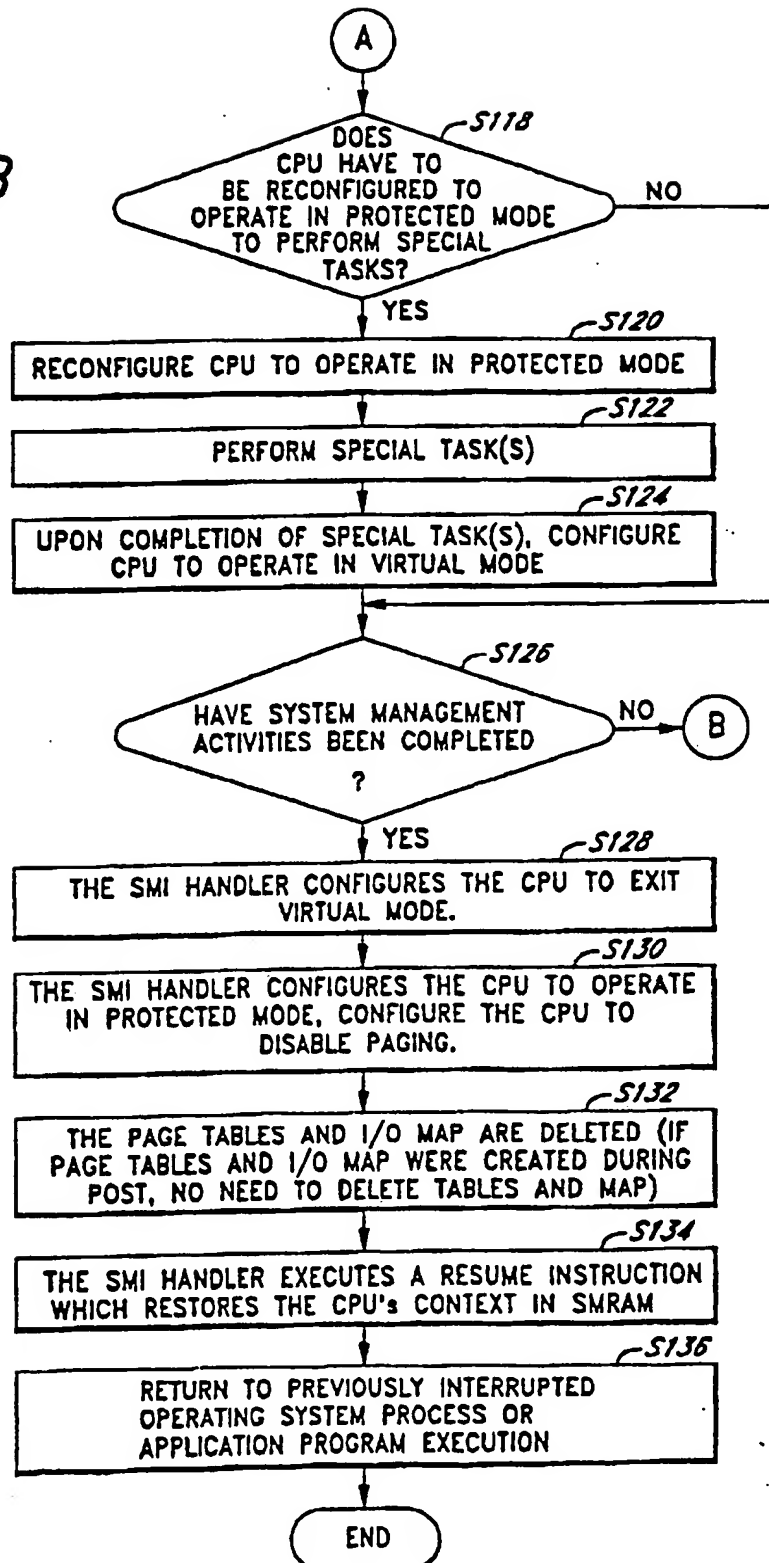 A
B
S118
DOES
CPU HAVE TO
BE RECONFIGURED TO
OPERATE IN PROTECTED MODE
TO PERFORM SPECIAL
TASKS?
NO
YES
S120
RECONFIGURE CPU TO OPERATE IN PROTECTED MODE
S122
PERFORM SPECIAL TASK(S)
S124
UPON COMPLETION OF SPECIAL TASK(S), CONFIGURE
CPU TO OPERATE IN VIRTUAL MODE
S126
HAVE SYSTEM MANAGEMENT
ACTIVITIES BEEN COMPLETED
?
NO
B
YES
S128
THE SMI HANDLER CONFIGURES THE CPU TO EXIT
VIRTUAL MODE.
S130
THE SMI HANDLER CONFIGURES THE CPU TO OPERATE
IN PROTECTED MODE, CONFIGURE THE CPU TO
DISABLE PAGING.
S132
THE PAGE TABLES AND I/O MAP ARE DELETED (IF
PAGE TABLES AND I/O MAP WERE CREATED DURING
POST, NO NEED TO DELETE TABLES AND MAP)
S134
THE SMI HANDLER EXECUTES A RESUME INSTRUCTION
WHICH RESTORES THE CPU's CONTEXT IN SMRAM
S136
RETURN TO PREVIOUSLY INTERRUPTED
OPERATING SYSTEM PROCESS OR
APPLICATION PROGRAM EXECUTION
END